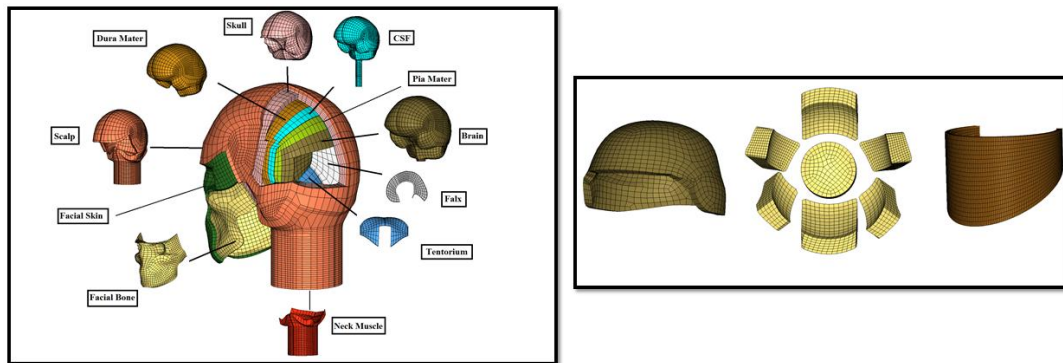 Skull
CSF
Dura Mater
Pia Mater
Scalp
Brain
Falx
Facial Skin
Tentorium
Facial Bone
Neck Muscle